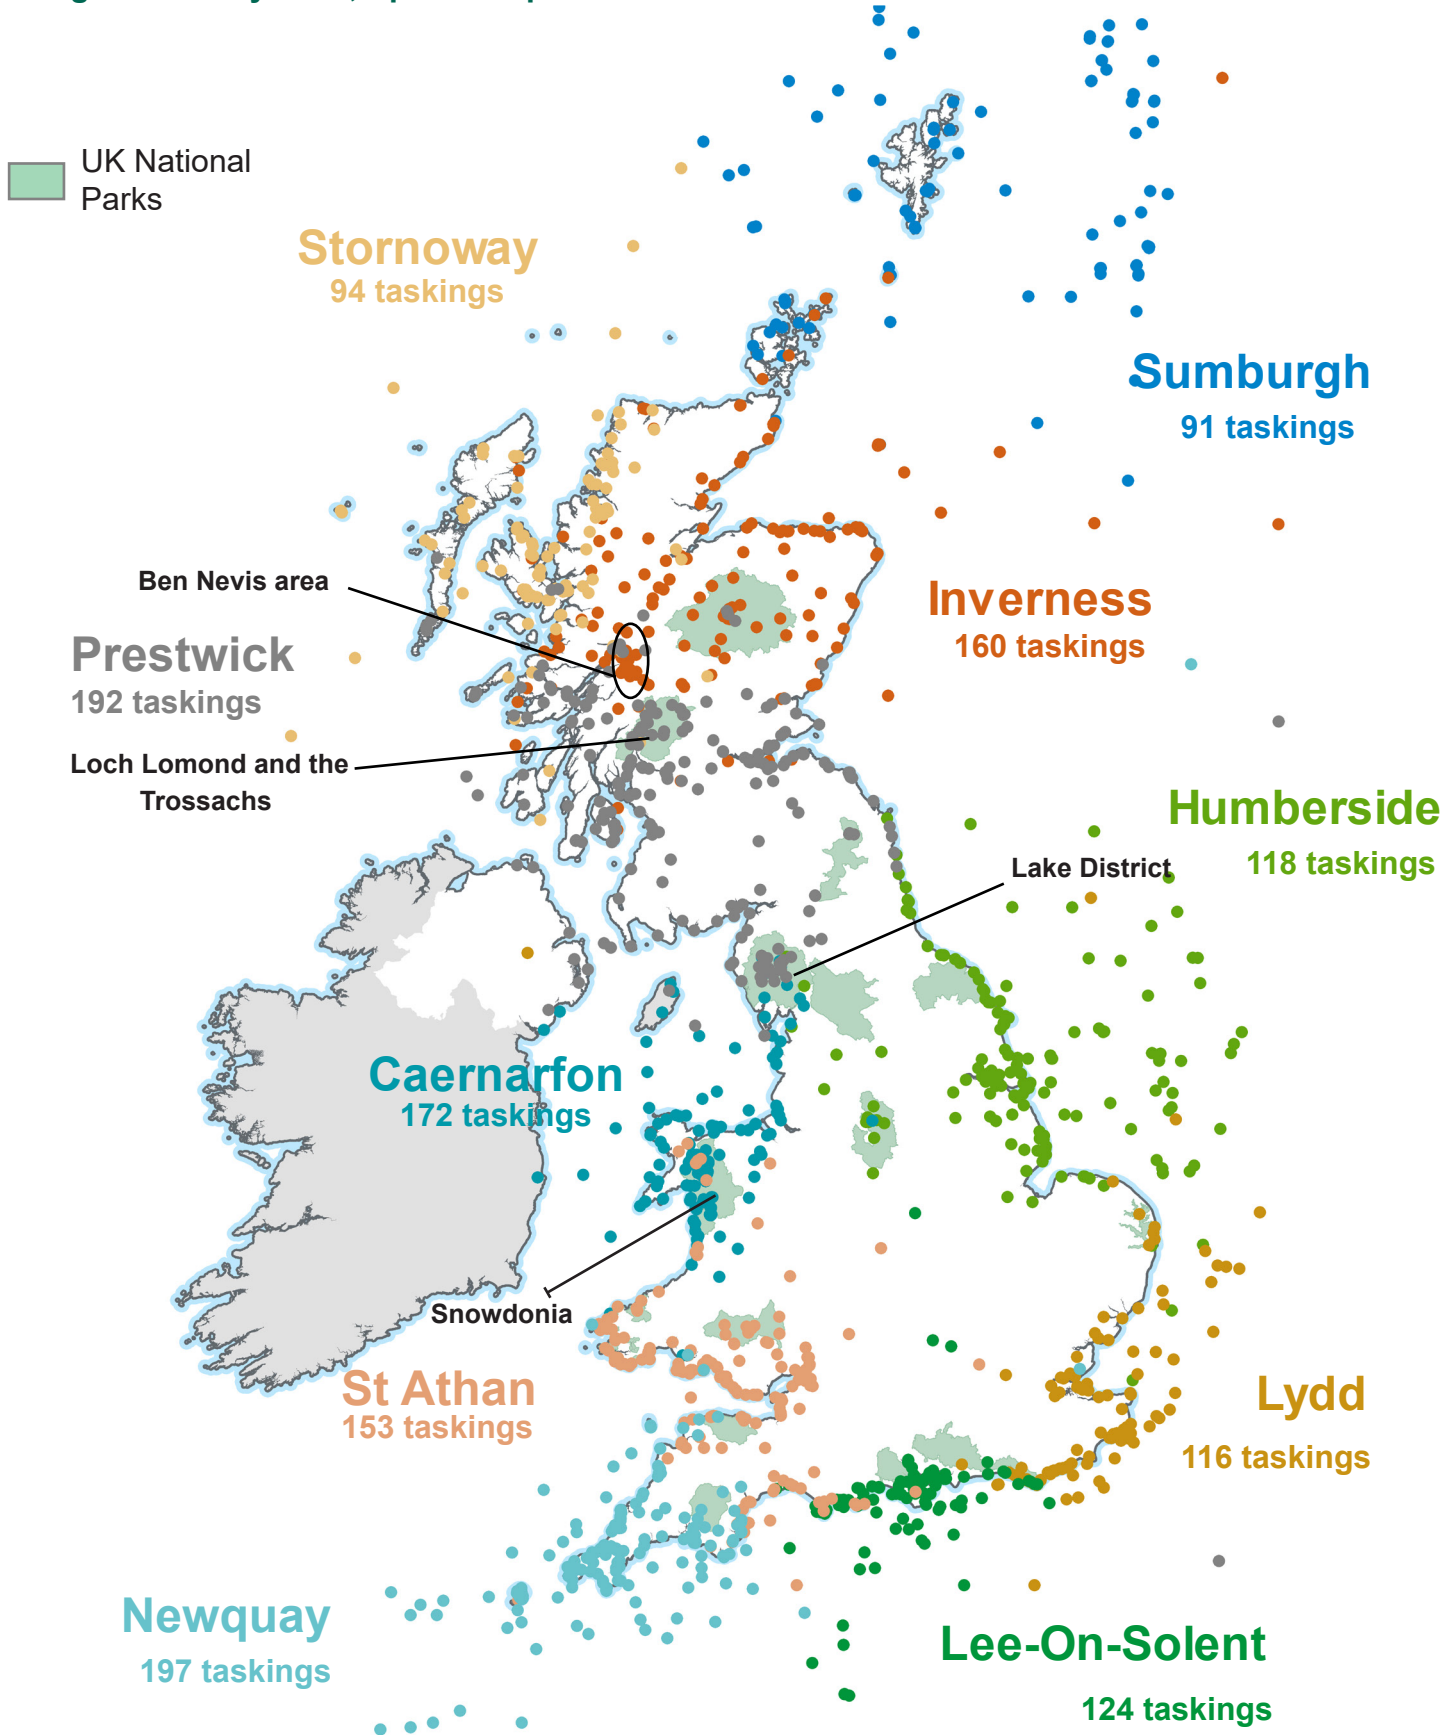 UK National
Parks
Stornoway
94 taskings
Sumburgh
91 taskings
Ben Nevis area
Inverness
160 taskings
Prestwick
192 taskings
Loch Lomond and the
Trossachs
Humberside
118 taskings
Lake District
Caernarfon
172 taskings
Snowdonia
St Athan
153 taskings
Lydd
116 taskings
Newquay
197 taskings
Lee-On-Solent
124 taskings